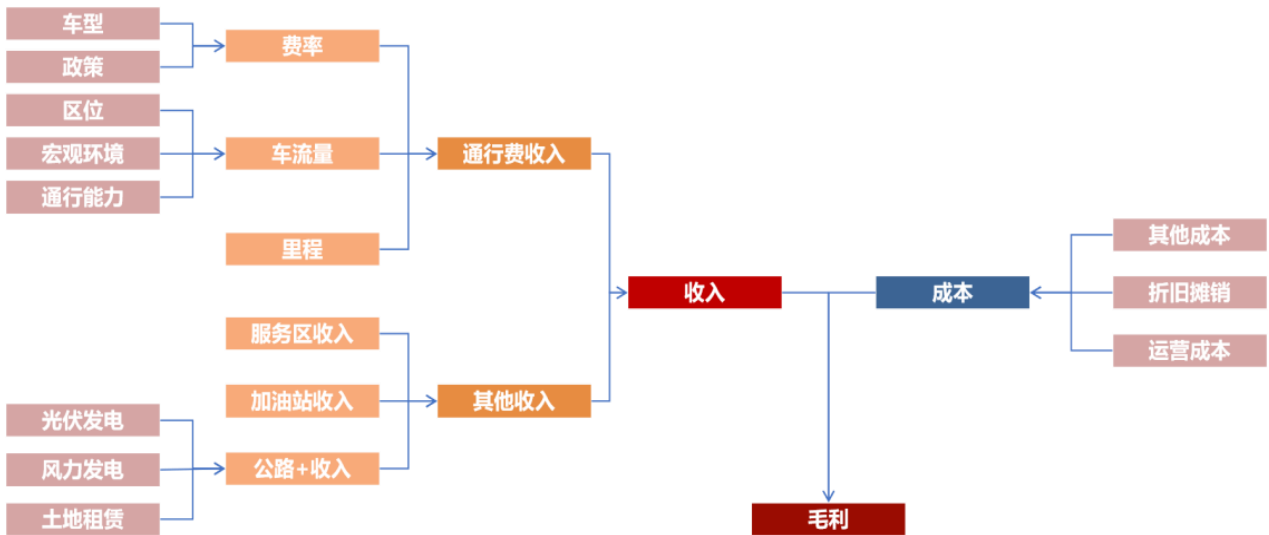 车型
政策
区位
宏观环境
通行能力
费率
车流量
里程
通行费收入
服务区收入
加油站收入
公路+收入
光伏发电
风力发电
土地租赁
其他收入
收入
成本
其他成本
折旧摊销
运营成本
毛利